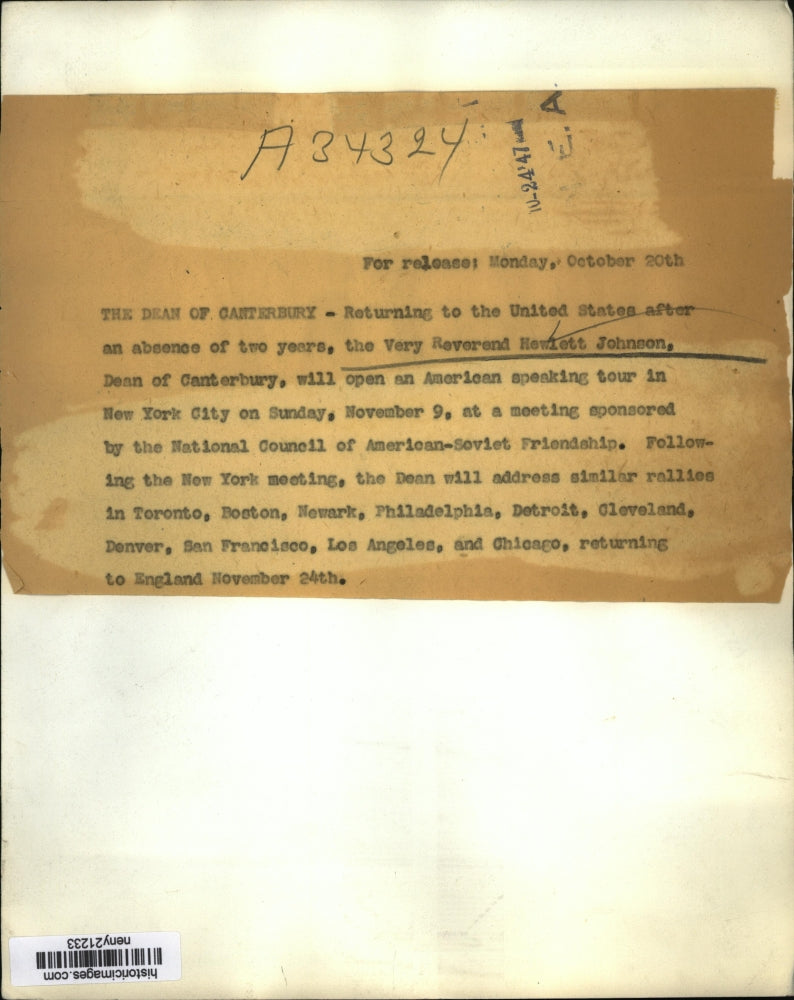 A34324
10-24'47
E. A.
For release: Monday, October 20th
THE DEAN OF CANTERBURY - Returning to the United States after
an absence of two years, the Very Reverend Hewlett Johnson,
Dean of Canterbury, will open an American speaking tour in
New York City on Sunday, November 9, at a meeting sponsored
by the National Council of American-Soviet Friendship. Follow-
ing the New York meeting, the Dean will address similar rallies
in Toronto, Boston, Newark, Philadelphia, Detroit, Cleveland,
Denver, San Francisco, Los Angeles, and Chicago, returning
to England November 24th.
historicimages.com
neny21233